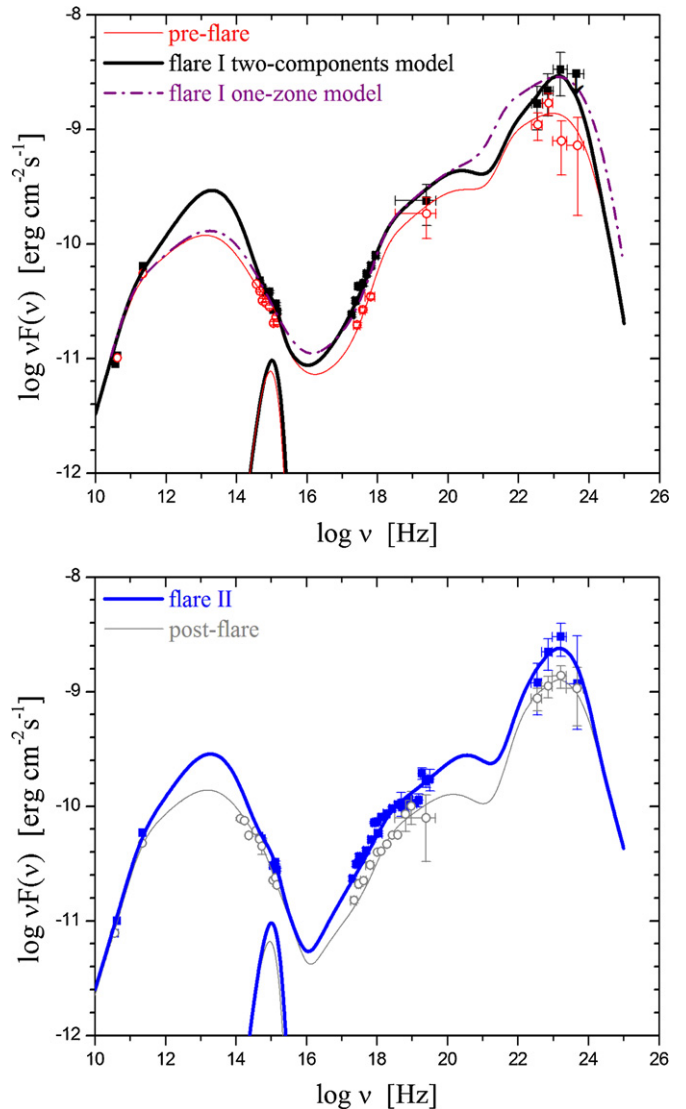 pre-flare
flare I two-components model
flare I one-zone model
-8
-9
-10
-11
-12
log νF(ν) [erg cm⁻²s⁻¹]
10 12 14 16 18 20 22 24 26
log ν [Hz]
flare II
post-flare
-8
-9
-10
-11
-12
log νF(ν) [erg cm⁻²s⁻¹]
10 12 14 16 18 20 22 24 26
log ν [Hz]